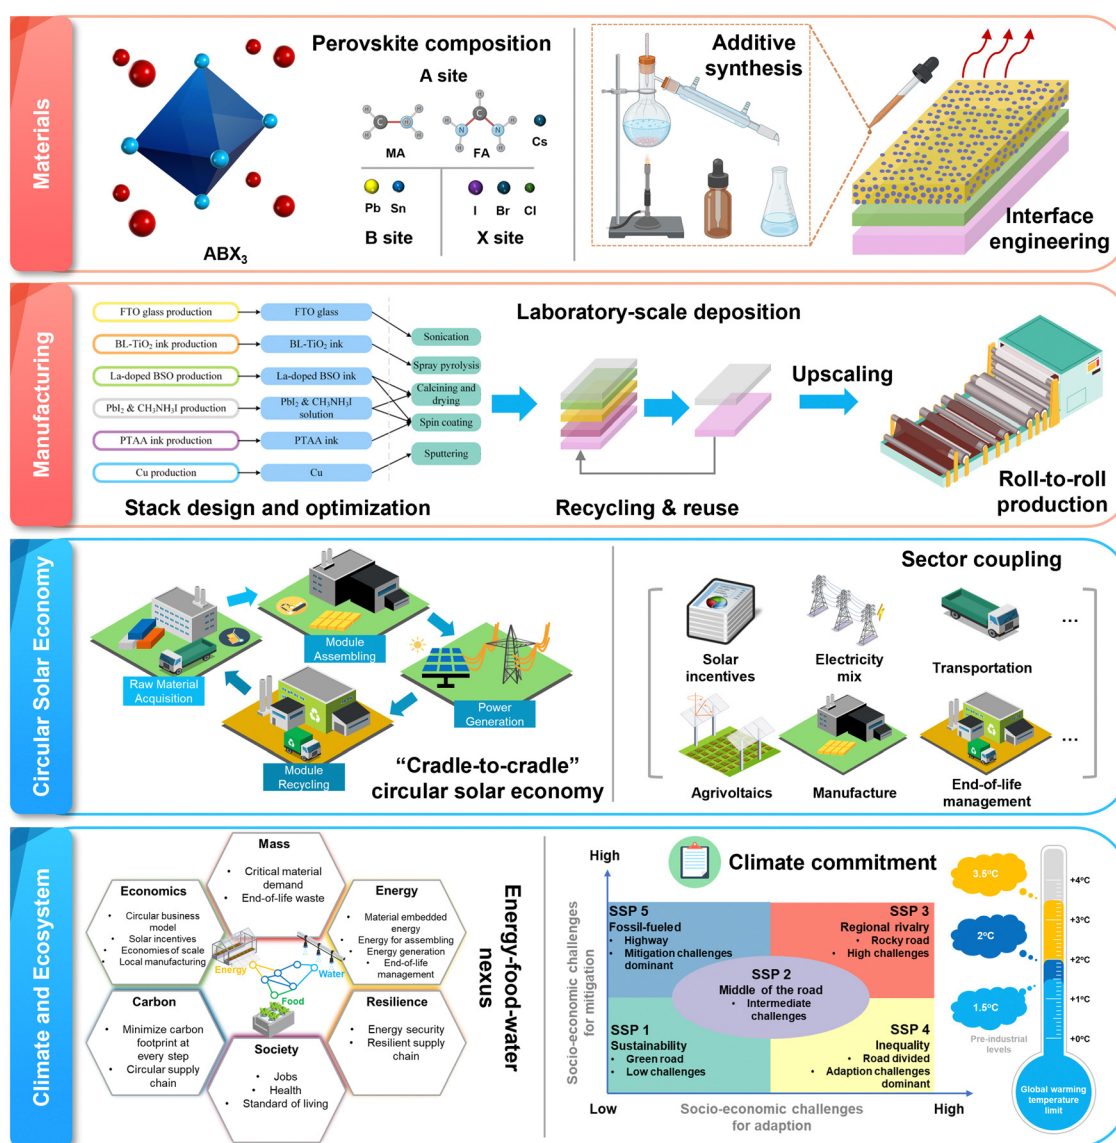 Materials
Perovskite composition
A site
H
H
H
C
H
H
H
H
H
C
H
H
N
N
H
H
Cs
MA
FA
Pb
Sn
I
Br
Cl
B site
X site
ABX₃
Additive
synthesis
Interface
engineering
Manufacturing
FTO glass production
FTO glass
BL-TiO₂ ink production
BL-TiO₂ ink
La-doped BSO production
La-doped BSO ink
PbI₂ & CH₃NH₃I production
PbI₂ & CH₃NH₃I
solution
PTAA ink production
PTAA ink
Cu production
Cu
Sonication
Spray pyrolysis
Calcining and
drying
Spin coating
Sputtering
Stack design and optimization
Laboratory-scale deposition
Recycling & reuse
Upscaling
Roll-to-roll
production
Circular Solar Economy
Raw Material
Acquisition
Module
Assembling
Power
Generation
Module
Recycling
“Cradle-to-cradle”
circular solar economy
Sector coupling
Solar
incentives
Electricity
mix
Transportation
...
Agrivoltaics
Manufacture
End-of-life
management
...
Climate and Ecosystem
Mass
• Critical material
demand
• End-of-life waste
Economics
• Circular business
model
• Solar incentives
• Economies of scale
• Local manufacturing
Energy
• Material embedded
energy
• Energy for assembling
• Energy generation
• End-of-life
management
Energy
Water
Food
Carbon
• Minimize carbon
footprint at
every step
• Circular supply
chain
Resilience
• Energy security
• Resilient supply
chain
Society
• Jobs
• Health
• Standard of living
Energy-food-water
nexus
Climate commitment
High
Socio-economic challenges
for mitigation
SSP 5
Fossil-fueled
• Highway
• Mitigation challenges
dominant
SSP 3
Regional rivalry
• Rocky road
• High challenges
SSP 2
Middle of the road
• Intermediate
challenges
SSP 1
Sustainability
• Green road
• Low challenges
SSP 4
Inequality
• Road divided
• Adaption challenges
dominant
Low
Socio-economic challenges
for adaption
High
3.5ºC
2ºC
1.5ºC
Pre-industrial
levels
+4ºC
+3ºC
+2ºC
+1ºC
+0ºC
Global warming
temperature
limit